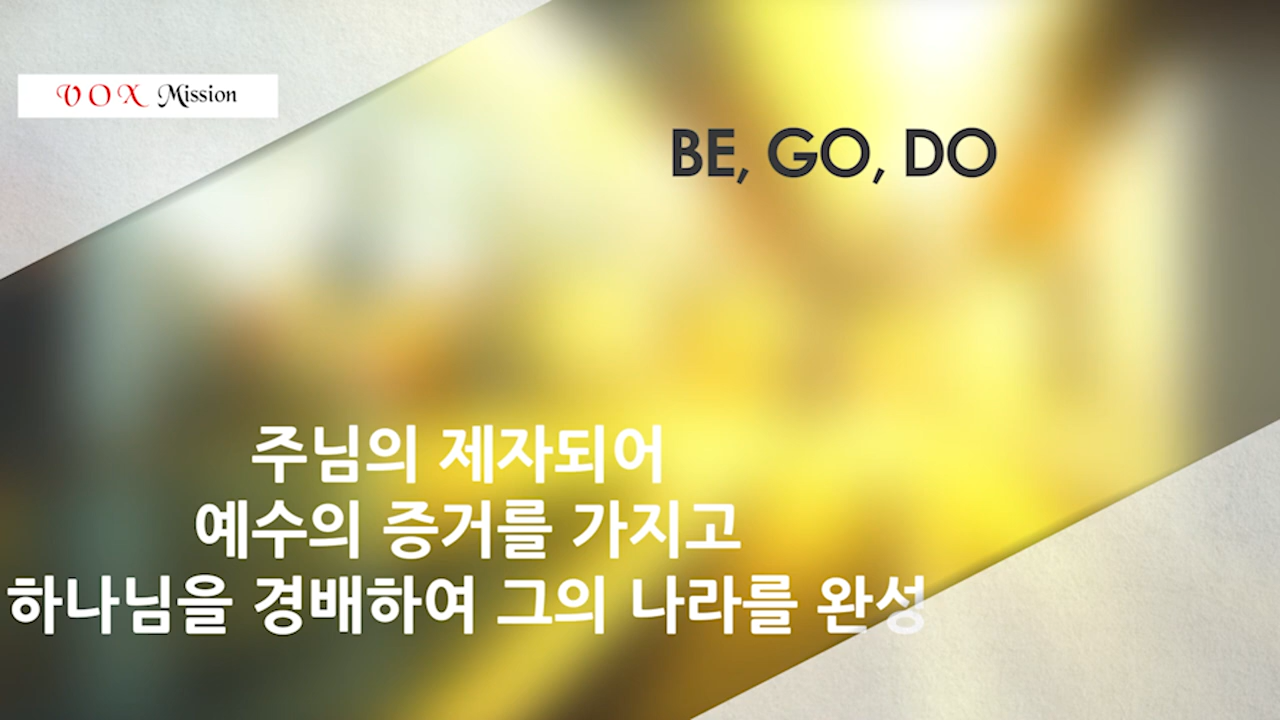 VOX Mission
BE, GO, DO
주님의 제자되어
예수의 증거를 가지고
하나님을 경배하여 그의 나라를 완성